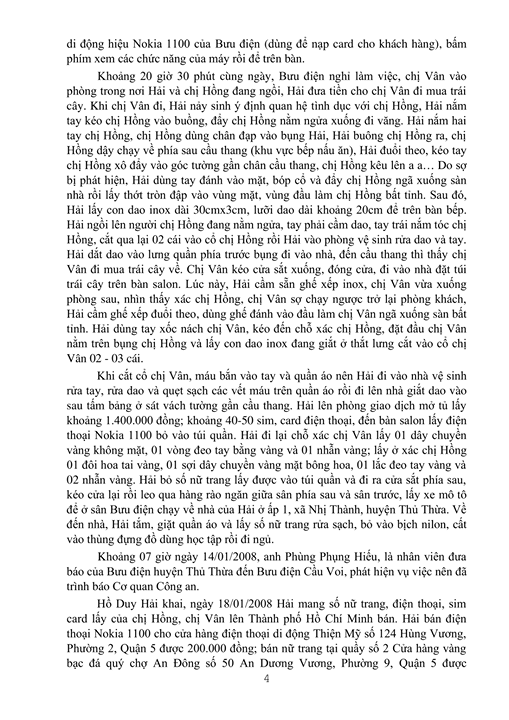 di động hiệu Nokia 1100 của Bưu điện (dùng để nạp card cho khách hàng), bấm
phím xem các chức năng của máy rồi để trên bàn.
Khoảng 20 giờ 30 phút cùng ngày, Bưu điện nghỉ làm việc, chị Vân vào
phòng trong nơi Hải và chị Hồng đang ngồi, Hải đưa tiền cho chị Vân đi mua trái
cây. Khi chị Vân đi, Hải nảy sinh ý định quan hệ tình dục với chị Hồng, Hải nắm
tay kéo chị Hồng vào buồng, đẩy chị Hồng nằm ngửa xuống đi văng. Hải nắm hai
tay chị Hồng, chị Hồng dùng chân đạp vào bụng Hải, Hải buông chị Hồng ra, chị
Hồng dậy chạy về phía sau cầu thang (khu vực bếp nấu ăn), Hải đuổi theo, kéo tay
chị Hồng xô đẩy vào góc tường gần chân cầu thang, chị Hồng kêu lên a a… Do sợ
bị phát hiện, Hải dùng tay đánh vào mặt, bóp cổ và đẩy chị Hồng ngã xuống sàn
nhà rồi lấy thớt tròn đập vào vùng mặt, vùng đầu làm chị Hồng bất tỉnh. Sau đó,
Hải lấy con dao inox dài 30cmx3cm, lưỡi dao dài khoảng 20cm để trên bàn bếp.
Hải ngồi lên người chị Hồng đang nằm ngửa, tay phải cầm dao, tay trái nắm tóc chị
Hồng, cắt qua lại 02 cái vào cổ chị Hồng rồi Hải vào phòng vệ sinh rửa dao và tay.
Hải dắt dao vào lưng quần phía trước bụng đi vào nhà, đến cầu thang thì thấy chị
Vân đi mua trái cây về. Chị Vân kéo cửa sắt xuống, đóng cửa, đi vào nhà đặt túi
trái cây trên bàn salon. Lúc này, Hải cầm sẵn ghế xếp inox, chị Vân vừa xuống
phòng sau, nhìn thấy xác chị Hồng, chị Vân sợ chạy ngược trở lại phòng khách,
Hải cầm ghế xếp đuổi theo, dùng ghế đánh vào đầu làm chị Vân ngã xuống sàn bất
tỉnh. Hải dùng tay xốc nách chị Vân, kéo đến chỗ xác chị Hồng, đặt đầu chị Vân
nằm trên bụng chị Hồng và lấy con dao inox đang giắt ở thắt lưng cắt vào cổ chị
Vân 02 - 03 cái.
Khi cắt cổ chị Vân, máu bắn vào tay và quần áo nên Hải đi vào nhà vệ sinh
rửa tay, rửa dao và quẹt sạch các vết máu trên quần áo rồi đi lên nhà giắt dao vào
sau tấm bảng ở sát vách tường gần cầu thang. Hải lên phòng giao dịch mở tủ lấy
khoảng 1.400.000 đồng; khoảng 40-50 sim, card điện thoại, đến bàn salon lấy điện
thoại Nokia 1100 bỏ vào túi quần. Hải đi lại chỗ xác chị Vân lấy 01 dây chuyền
vàng không mặt, 01 vòng đeo tay bằng vàng và 01 nhẫn vàng; lấy ở xác chị Hồng
01 đôi hoa tai vàng, 01 sợi dây chuyền vàng mặt bông hoa, 01 lắc đeo tay vàng và
02 nhẫn vàng. Hải bỏ số nữ trang lấy được vào túi quần và đi ra cửa sắt phía sau,
kéo cửa lại rồi leo qua hàng rào ngăn giữa sân phía sau và sân trước, lấy xe mô tô
để ở sân Bưu điện chạy về nhà của Hải ở ấp 1, xã Nhị Thành, huyện Thủ Thừa. Về
đến nhà, Hải tắm, giặt quần áo và lấy số nữ trang rửa sạch, bỏ vào bịch nilon, cất
vào thùng đựng đồ dùng học tập rồi đi ngủ.
Khoảng 07 giờ ngày 14/01/2008, anh Phùng Phụng Hiếu, là nhân viên đưa
báo của Bưu điện huyện Thủ Thừa đến Bưu điện Cầu Voi, phát hiện vụ việc nên đã
trình báo Cơ quan Công an.
Hồ Duy Hải khai, ngày 18/01/2008 Hải mang số nữ trang, điện thoại, sim
card lấy của chị Hồng, chị Vân lên Thành phố Hồ Chí Minh bán. Hải bán điện
thoại Nokia 1100 cho cửa hàng điện thoại di động Thiện Mỹ số 124 Hùng Vương,
Phường 2, Quận 5 được 200.000 đồng; bán nữ trang tại quầy số 2 Cửa hàng vàng
bạc đá quý chợ An Đông số 50 An Dương Vương, Phường 9, Quận 5 được
4